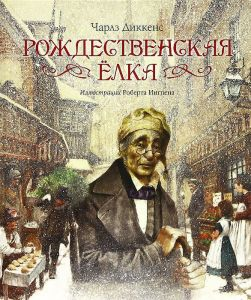 Чарлз Диккенс
РОЖДЕСТВЕНСКАЯ
ЁЛКА
Иллюстрации Роберта Ингпена